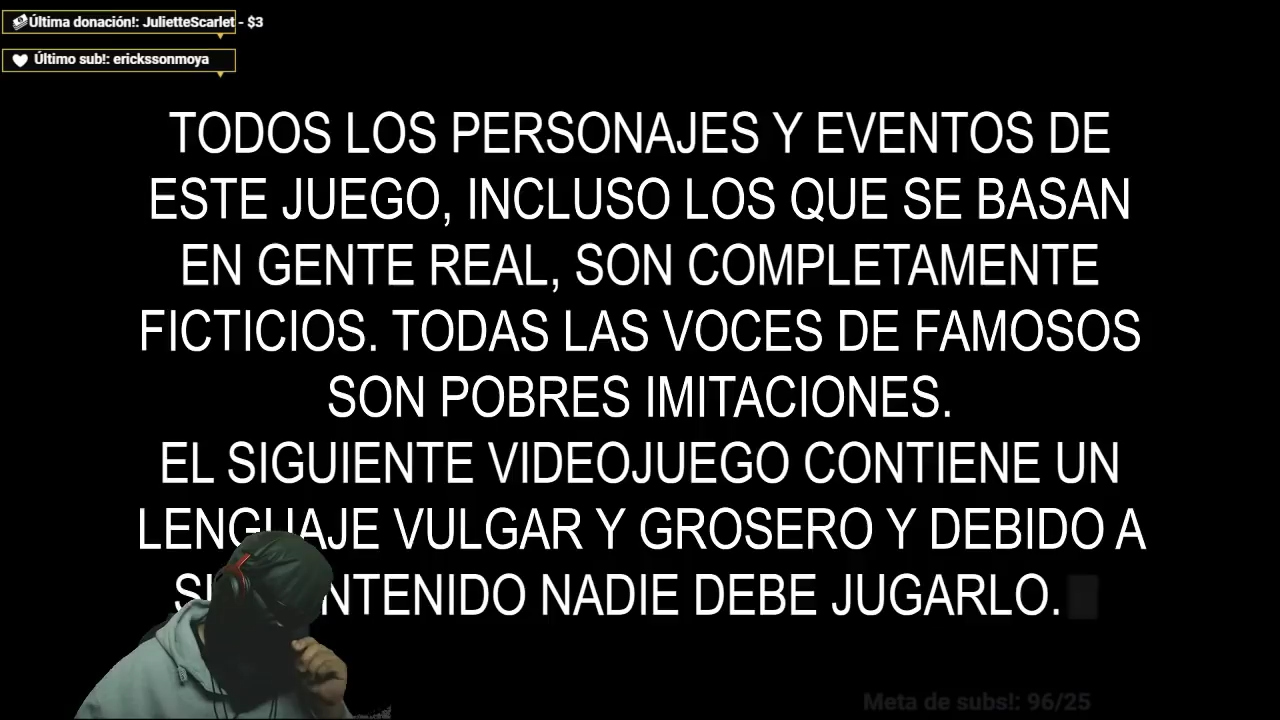 Última donación!: JulietteScarlet - $3
Último sub!: erickssonmoya
TODOS LOS PERSONAJES Y EVENTOS DE
ESTE JUEGO, INCLUSO LOS QUE SE BASAN
EN GENTE REAL, SON COMPLETAMENTE
FICTICIOS. TODAS LAS VOCES DE FAMOSOS
SON POBRES IMITACIONES.
EL SIGUIENTE VIDEOJUEGO CONTIENE UN
LENGUAJE VULGAR Y GROSERO Y DEBIDO A
SU CONTENIDO NADIE DEBE JUGARLO.
Meta de subs!: 96/25